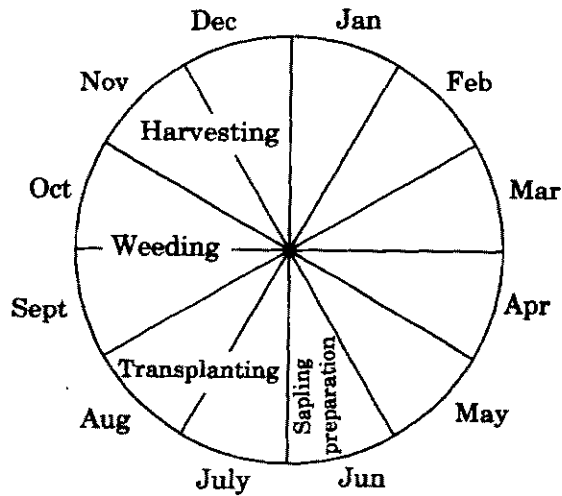 Dec
Jan
Nov
Feb
Harvesting
Oct
Mar
Weeding
Sept
Apr
Transplanting
Sapling
preparation
Aug
May
July
Jun